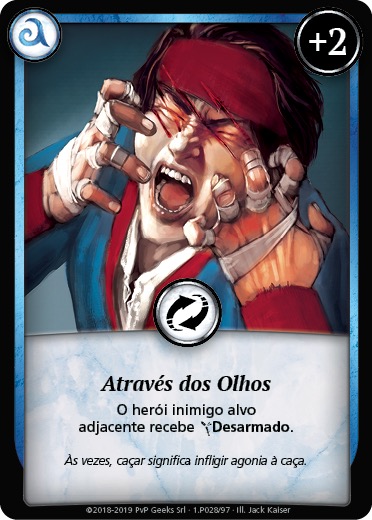 +2
Através dos Olhos
O herói inimigo alvo
adjacente recebe Desarmado.
Às vezes, caçar significa infligir agonia à caça.
©2018-2019 PvP Geeks Srl · 1.P028/97 · Ill. Jack Kaiser